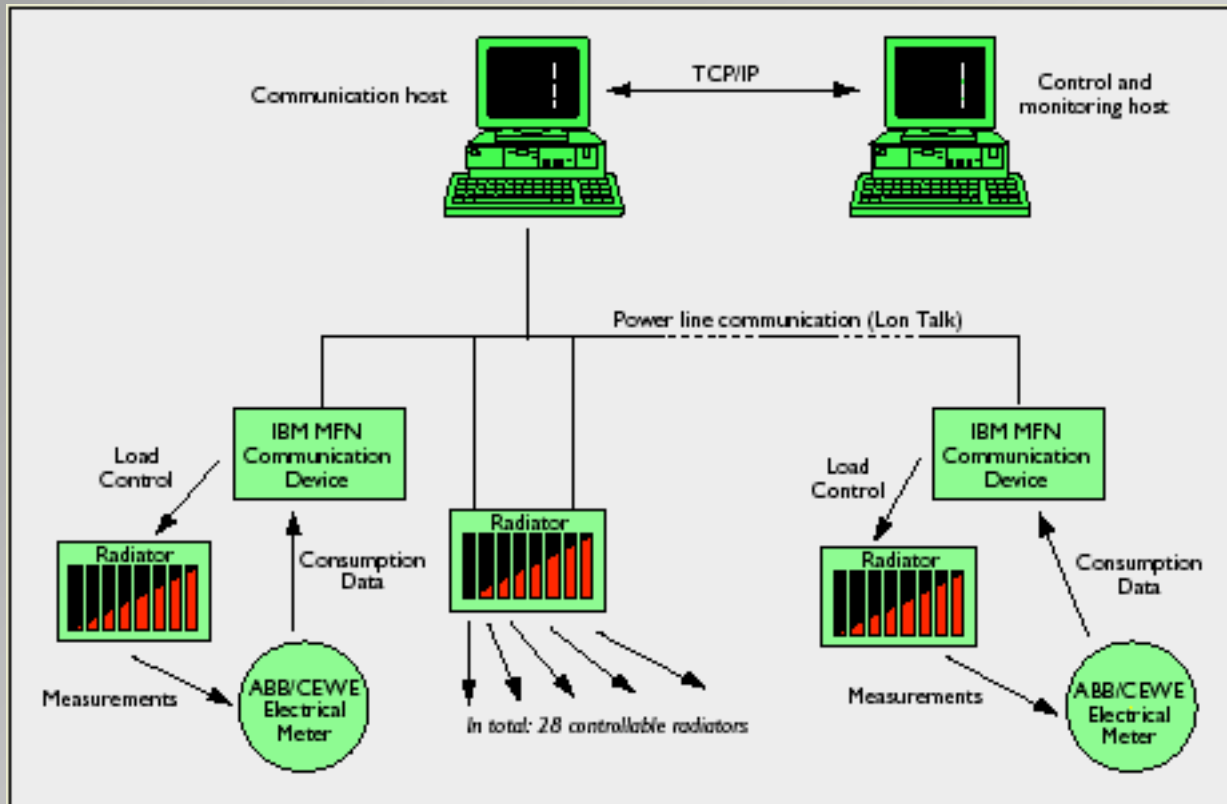 TCP/IP
Communication host
Control and
monitoring host
Power line communication (Lon Talk)
IBM MFN
Communication
Device
Load
Control
Radiator
Consumption
Data
Measurements
ABB/CEWE
Electrical
Meter
Radiator
In total: 28 controllable radiators
IBM MFN
Communication
Device
Load
Control
Radiator
Consumption
Data
Measurements
ABB/CEWE
Electrical
Meter